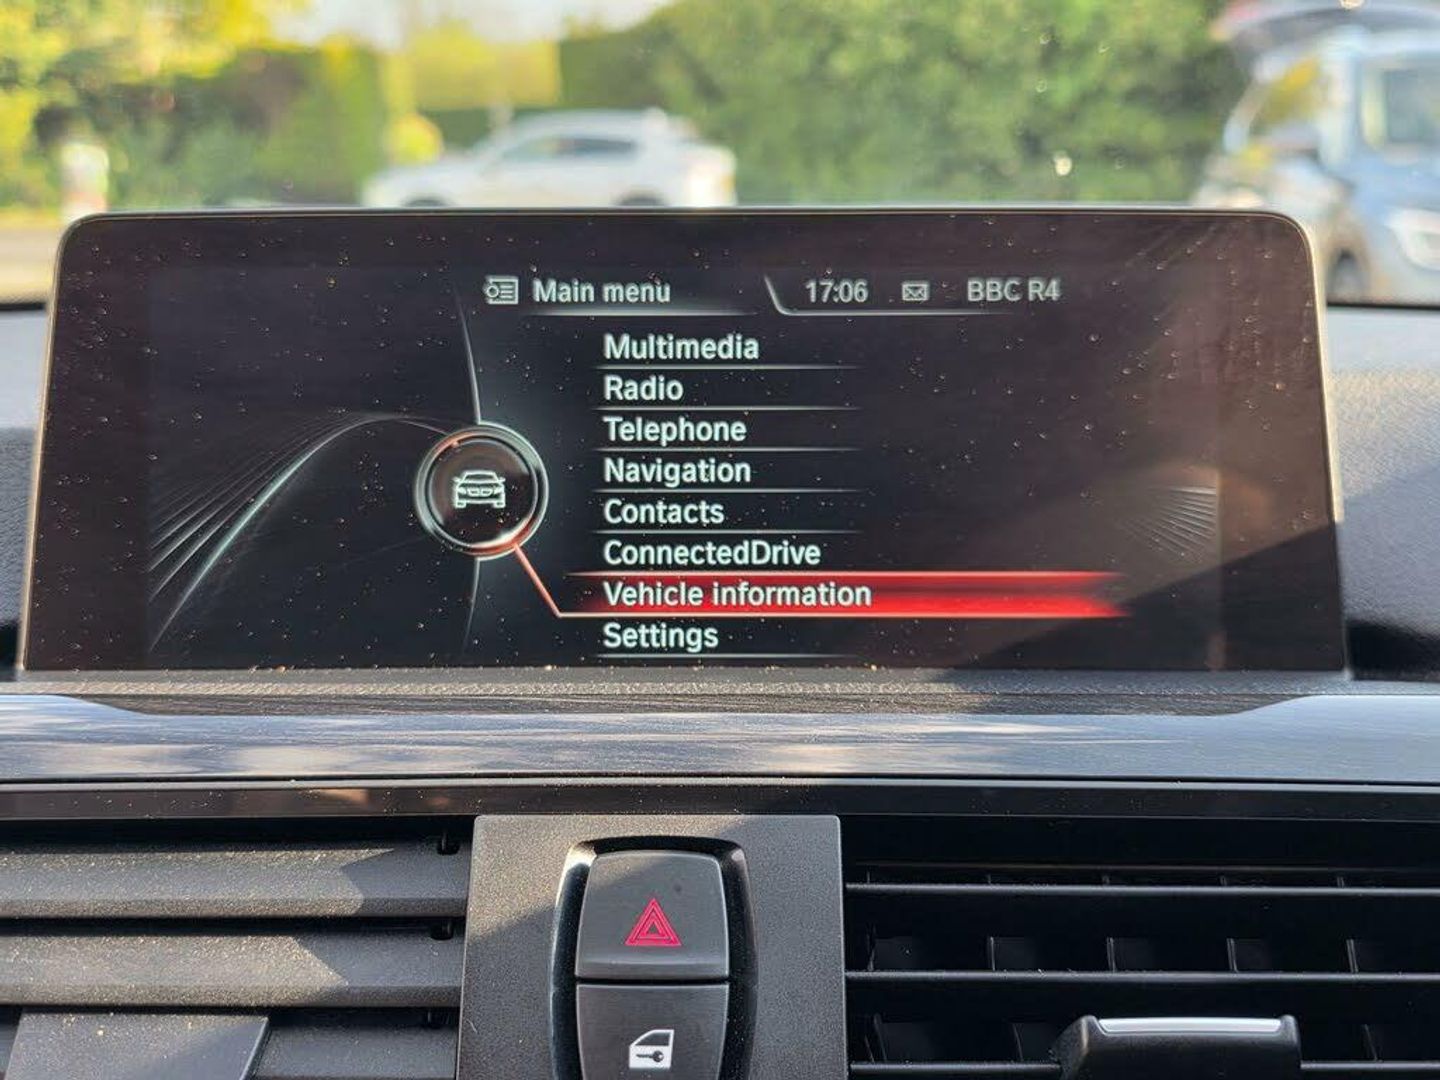 Main menu 17:06 BBC R4
Multimedia
Radio
Telephone
Navigation
Contacts
ConnectedDrive
Vehicle information
Settings